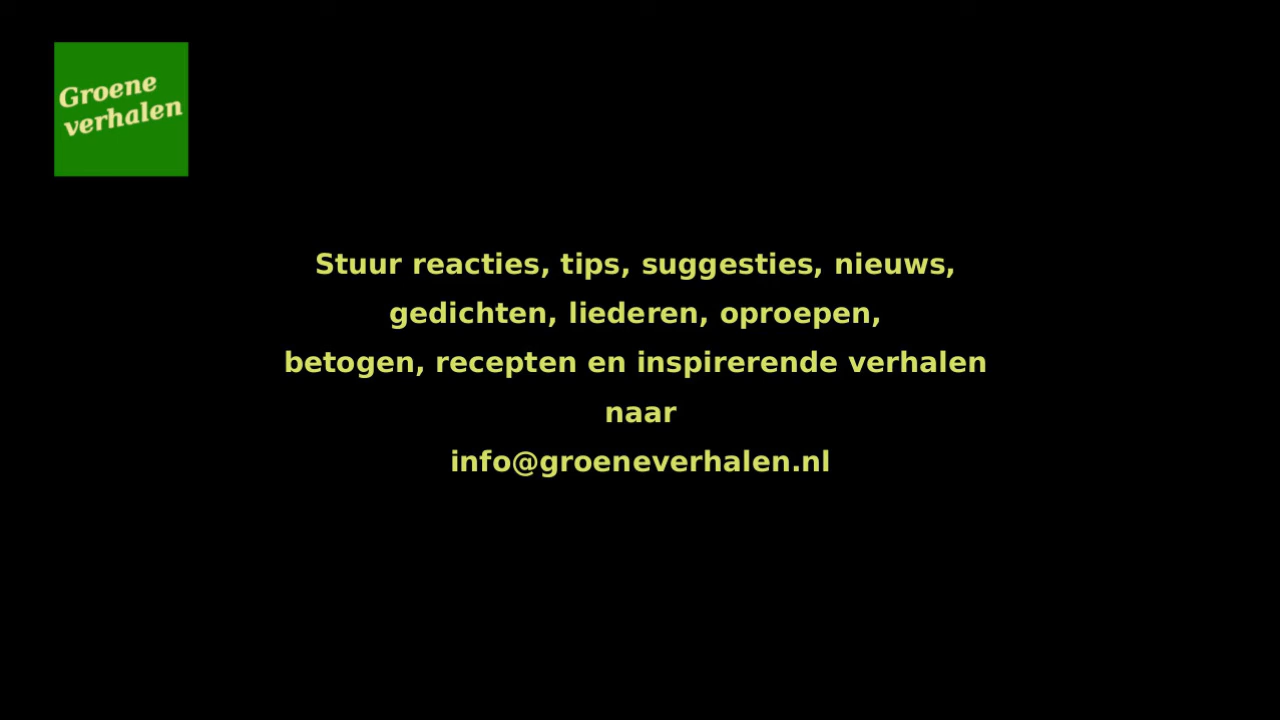 Groene
verhalen
Stuur reacties, tips, suggesties, nieuws,
gedichten, liederen, oproepen,
betogen, recepten en inspirerende verhalen
naar
info@groeneverhalen.nl